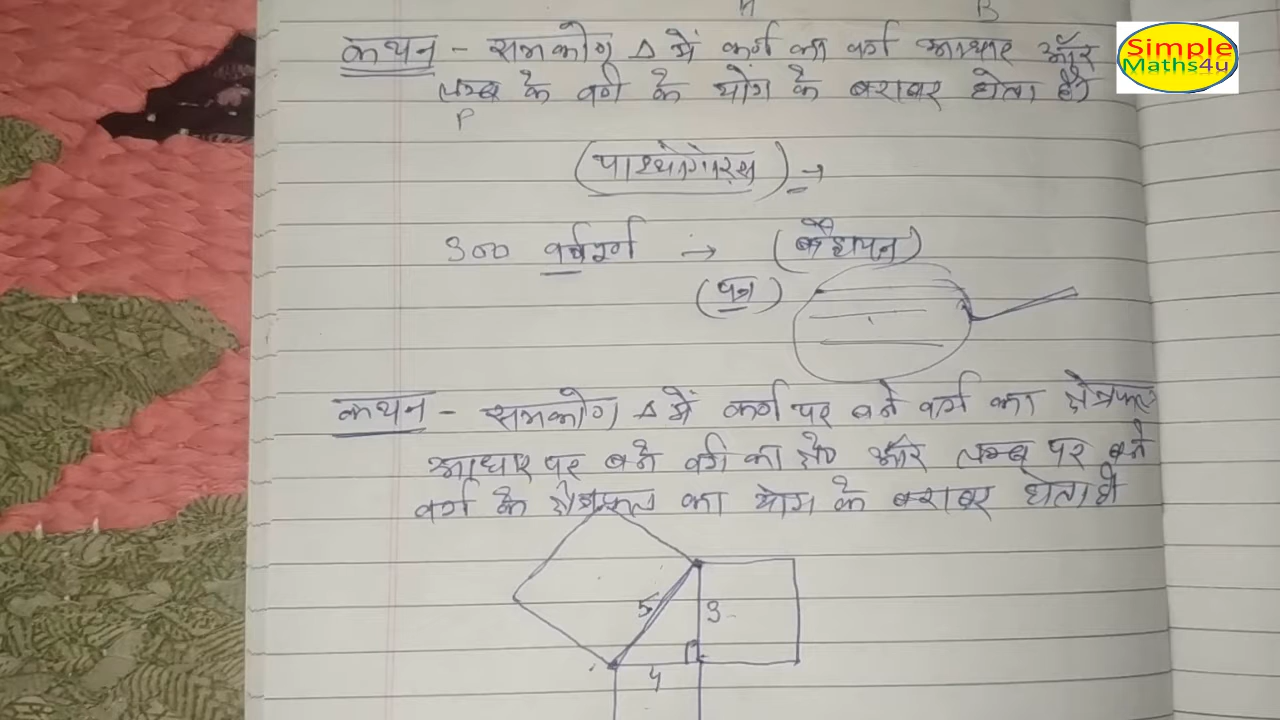 H B
कथन - समकोण Δ में कर्ण का वर्ग आधार और
लम्ब के वर्ग के योग के बराबर होता है।
P
(पाइथोगोरस) →
300 वर्षपूर्व → (बौद्धायन)
कथन - समकोण Δ में कर्ण पर बने वर्ग का क्षेत्रफल
आधार पर बने वर्ग का क्षे० और लम्ब पर बने
वर्ग के क्षेत्रफल का योग के बराबर होता है
5 3
4
Simple
Maths4u